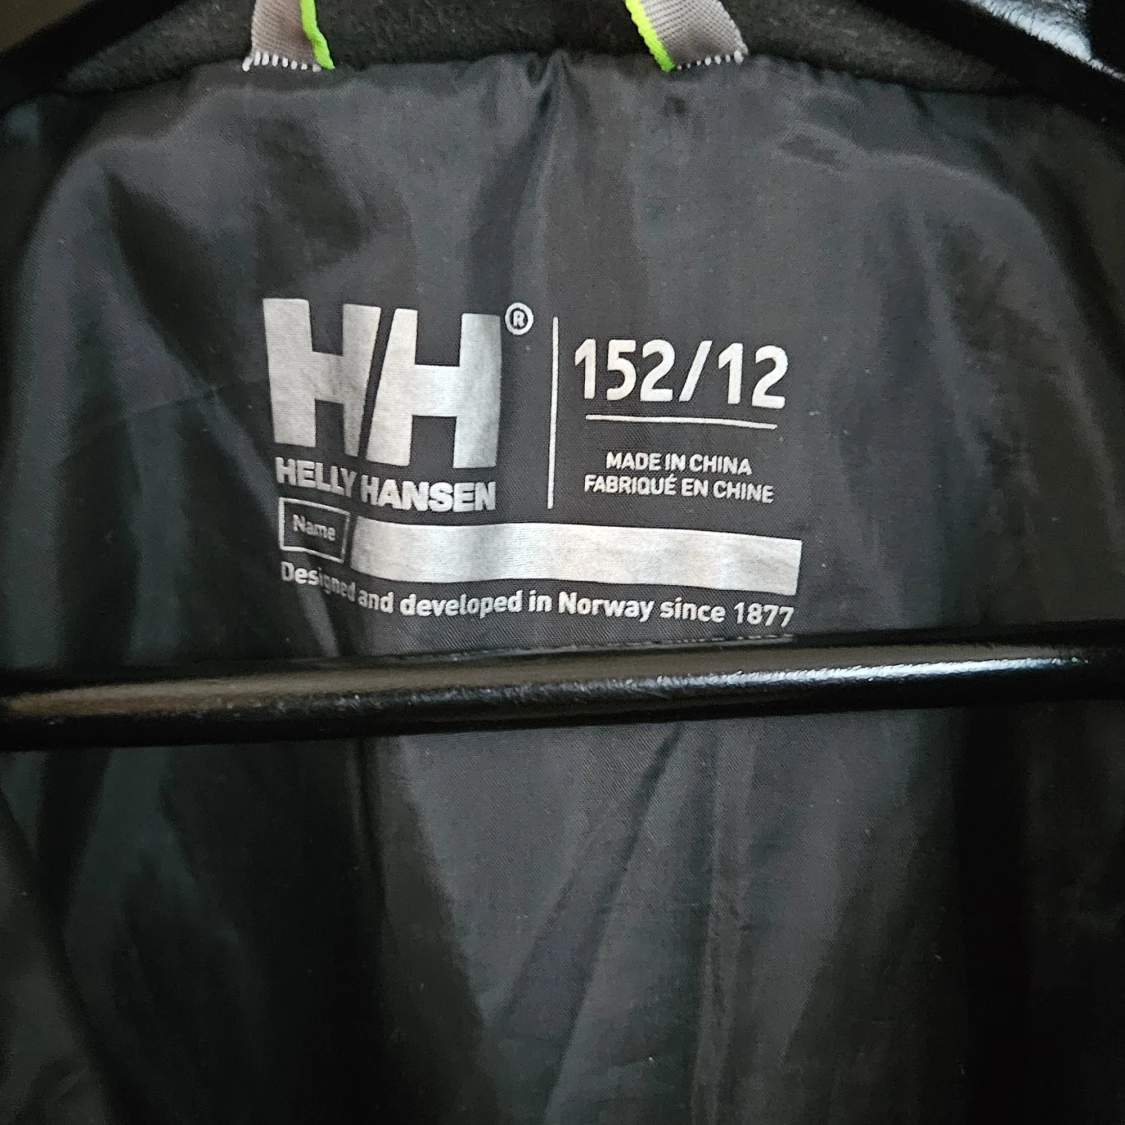 HH®
HELLY HANSEN
152/12
MADE IN CHINA
FABRIQUÉ EN CHINE
Name
Designed and developed in Norway since 1877